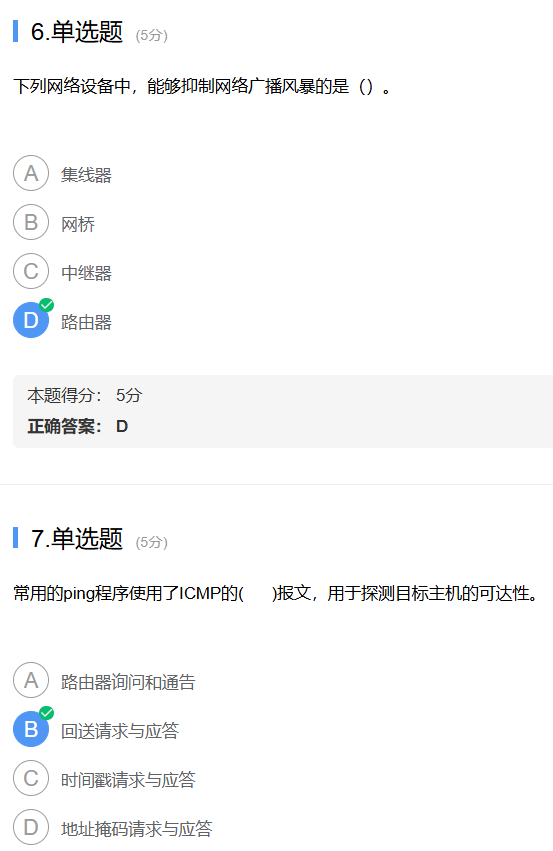 6.单选题 (5分)
下列网络设备中，能够抑制网络广播风暴的是（）。
A 集线器
B 网桥
C 中继器
D 路由器
本题得分： 5分
正确答案： D
7.单选题 (5分)
常用的ping程序使用了ICMP的( )报文，用于探测目标主机的可达性。
A 路由器询问和通告
B 回送请求与应答
C 时间戳请求与应答
D 地址掩码请求与应答